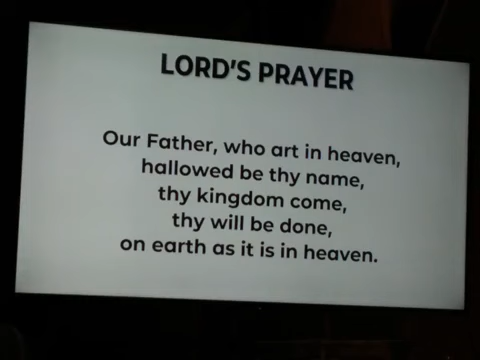 LORD'S PRAYER
Our Father, who art in heaven,
hallowed be thy name,
thy kingdom come,
thy will be done,
on earth as it is in heaven.